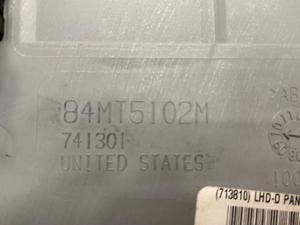 84MT5102M
741301
UNITED STATES
(713810) LHD-D PAN